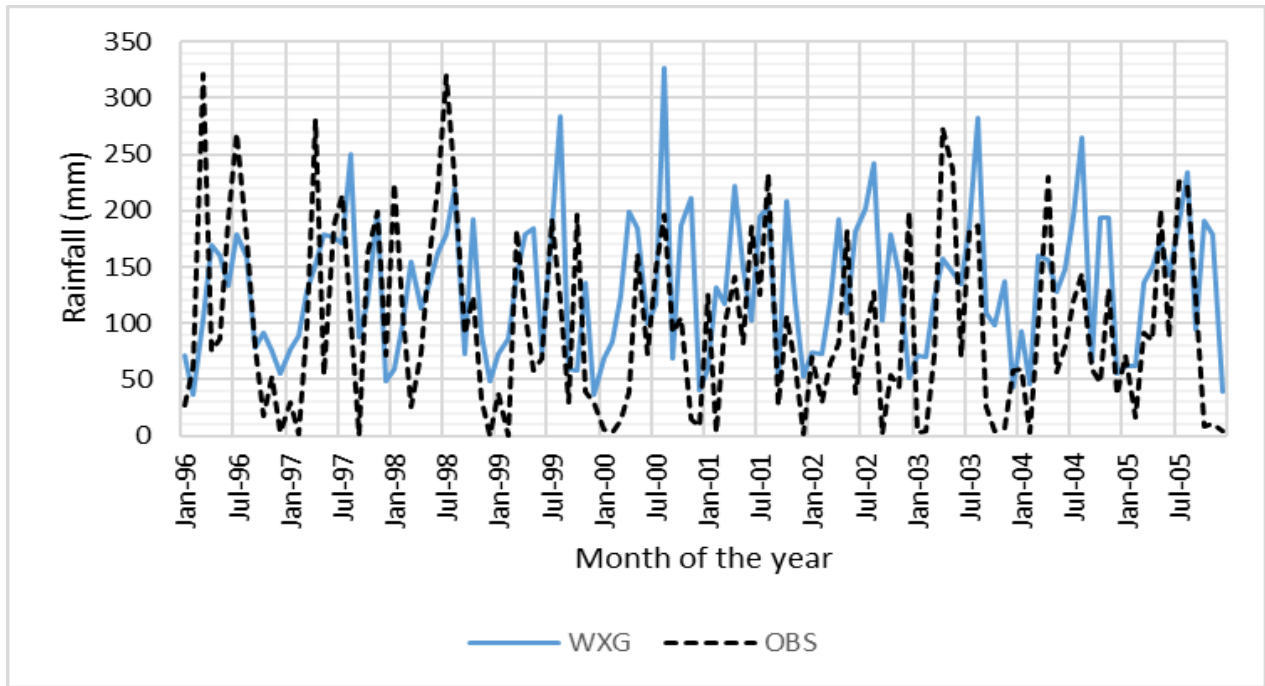 350
300
250
200
150
100
50
0
Rainfall (mm)
Jan-96
Jul-96
Jan-97
Jul-97
Jan-98
Jul-98
Jan-99
Jul-99
Jan-00
Jul-00
Jan-01
Jul-01
Jan-02
Jul-02
Jan-03
Jul-03
Jan-04
Jul-04
Jan-05
Jul-05
Month of the year
WXG OBS